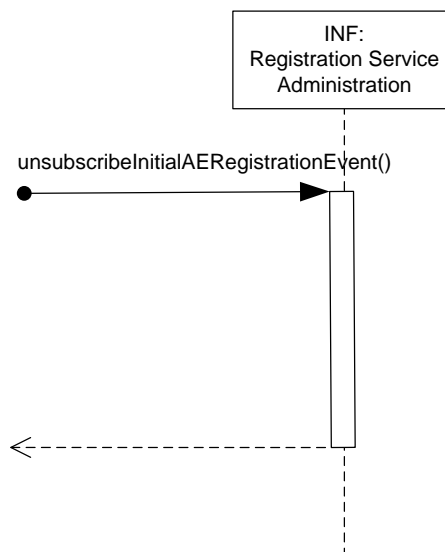 INF:
Registration Service
Administration
unsubscribeInitialAERegistrationEvent()